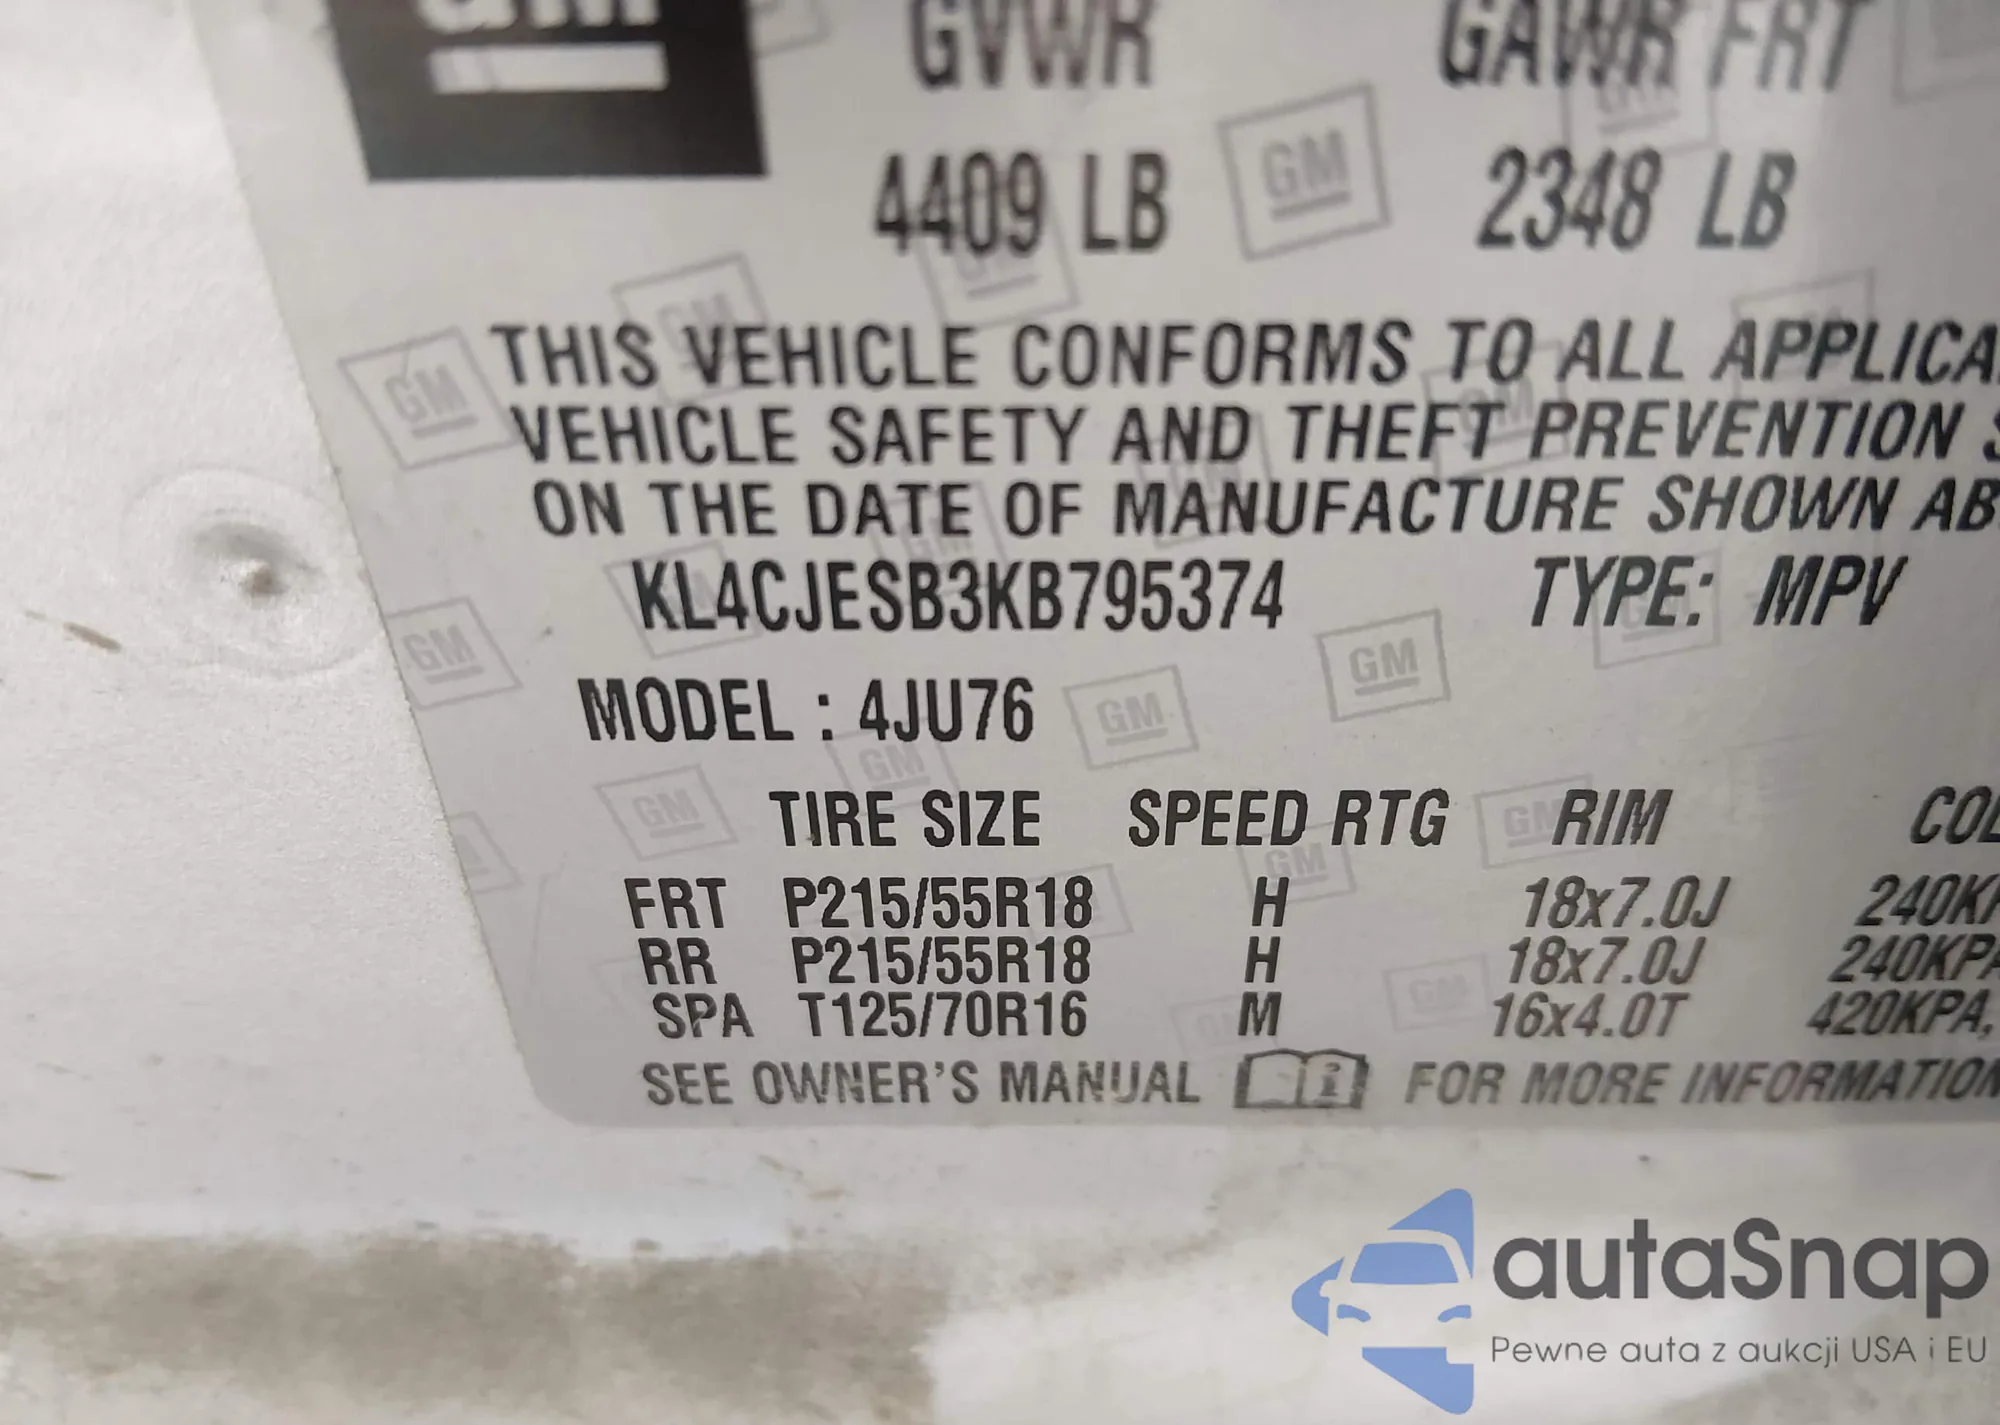 GM
GVWR GAWR FRT
4409 LB 2348 LB
THIS VEHICLE CONFORMS TO ALL APPLICA
VEHICLE SAFETY AND THEFT PREVENTION S
ON THE DATE OF MANUFACTURE SHOWN AB
KL4CJESB3KB795374 TYPE: MPV
MODEL : 4JU76
TIRE SIZE SPEED RTG RIM COL
FRT P215/55R18 H 18x7.0J 240KP
RR P215/55R18 H 18x7.0J 240KPA
SPA T125/70R16 M 16x4.0T 420KPA,
SEE OWNER'S MANUAL i FOR MORE INFORMATION
autaSnap
Pewne auta z aukcji USA i EU